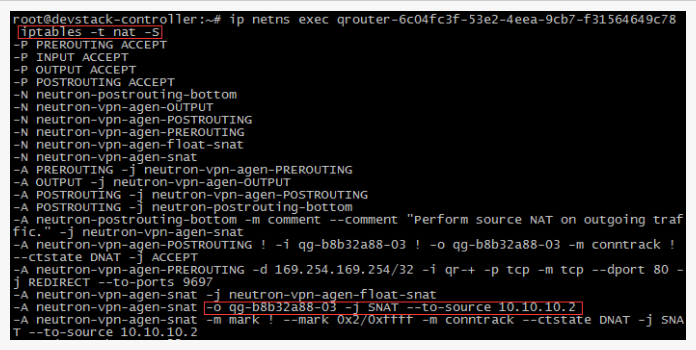 root@devstack-controller:~# ip netns exec qrouter-6c04fc3f-53e2-4eea-9cb7-f31564649c78
iptables -t nat -S
-P PREROUTING ACCEPT
-P INPUT ACCEPT
-P OUTPUT ACCEPT
-P POSTROUTING ACCEPT
-N neutron-postrouting-bottom
-N neutron-vpn-agen-OUTPUT
-N neutron-vpn-agen-POSTROUTING
-N neutron-vpn-agen-PREROUTING
-N neutron-vpn-agen-float-snat
-N neutron-vpn-agen-snat
-A PREROUTING -j neutron-vpn-agen-PREROUTING
-A OUTPUT -j neutron-vpn-agen-OUTPUT
-A POSTROUTING -j neutron-vpn-agen-POSTROUTING
-A POSTROUTING -j neutron-postrouting-bottom
-A neutron-postrouting-bottom -m comment --comment "Perform source NAT on outgoing traf
fic." -j neutron-vpn-agen-snat
-A neutron-vpn-agen-POSTROUTING ! -i qg-b8b32a88-03 ! -o qg-b8b32a88-03 -m conntrack !
--ctstate DNAT -j ACCEPT
-A neutron-vpn-agen-PREROUTING -d 169.254.169.254/32 -i qr-+ -p tcp -m tcp --dport 80 -
j REDIRECT --to-ports 9697
-A neutron-vpn-agen-snat -j neutron-vpn-agen-float-snat
-A neutron-vpn-agen-snat -o qg-b8b32a88-03 -j SNAT --to-source 10.10.10.2
-A neutron-vpn-agen-snat -m mark ! --mark 0x2/0xffff -m conntrack --ctstate DNAT -j SNA
T --to-source 10.10.10.2